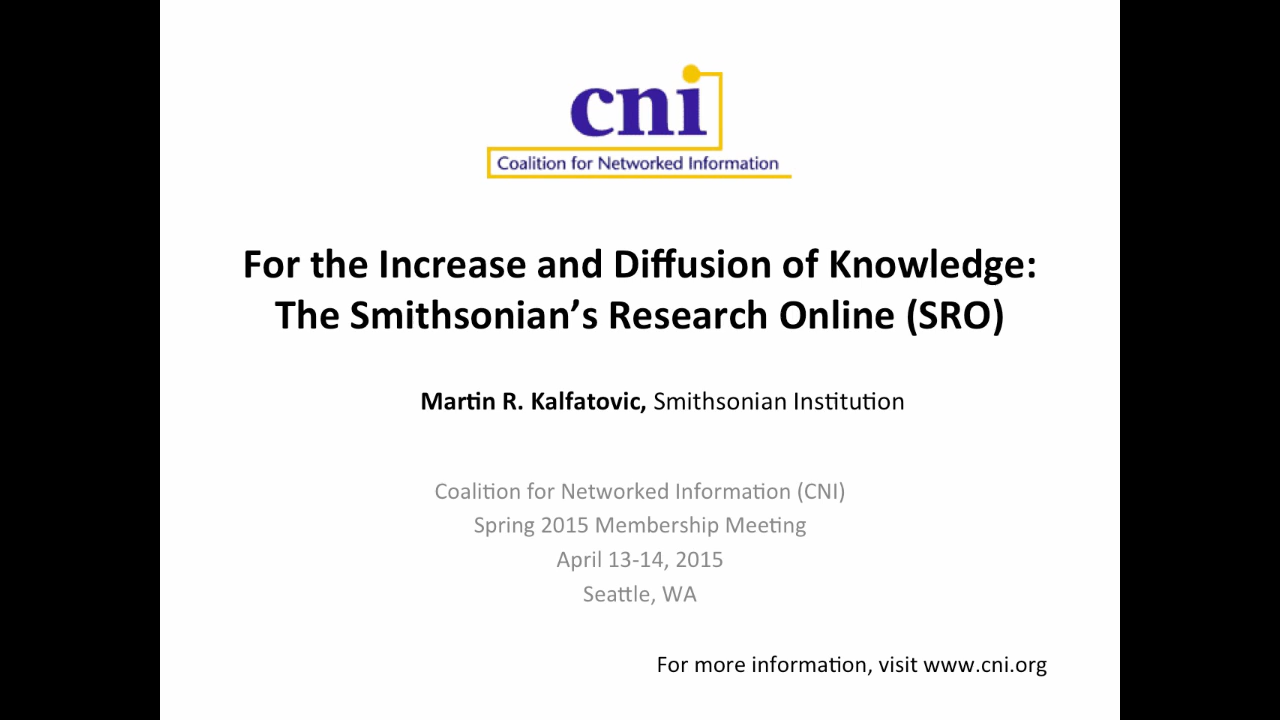 cni
Coalition for Networked Information
For the Increase and Diffusion of Knowledge:
The Smithsonian’s Research Online (SRO)
Martin R. Kalfatovic, Smithsonian Institution
Coalition for Networked Information (CNI)
Spring 2015 Membership Meeting
April 13-14, 2015
Seattle, WA
For more information, visit www.cni.org